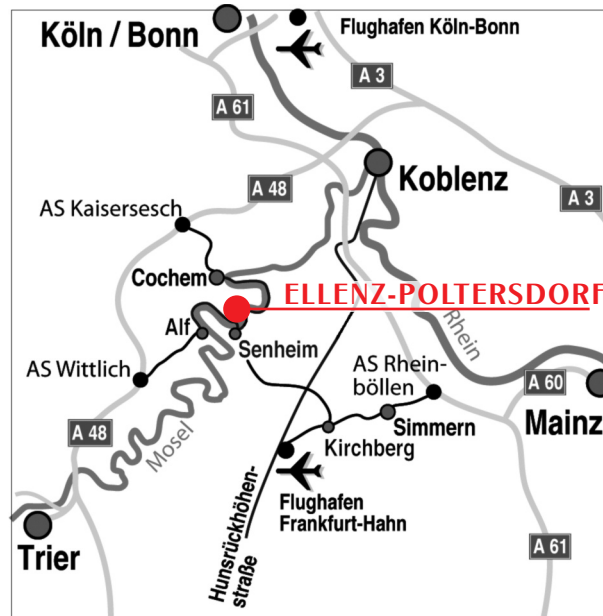 Köln / Bonn
Flughafen Köln-Bonn
A 3
A 61
Koblenz
A 48
A 3
AS Kaisersesch
Cochem
ELLENZ-POLTERSDORF
Rhein
Alf
Senheim
AS Wittlich
AS Rhein-
böllen
A 60
Mainz
Simmern
A 48
Mosel
Kirchberg
Hunsrückhöhen-
straße
Flughafen
Frankfurt-Hahn
Trier
A 61